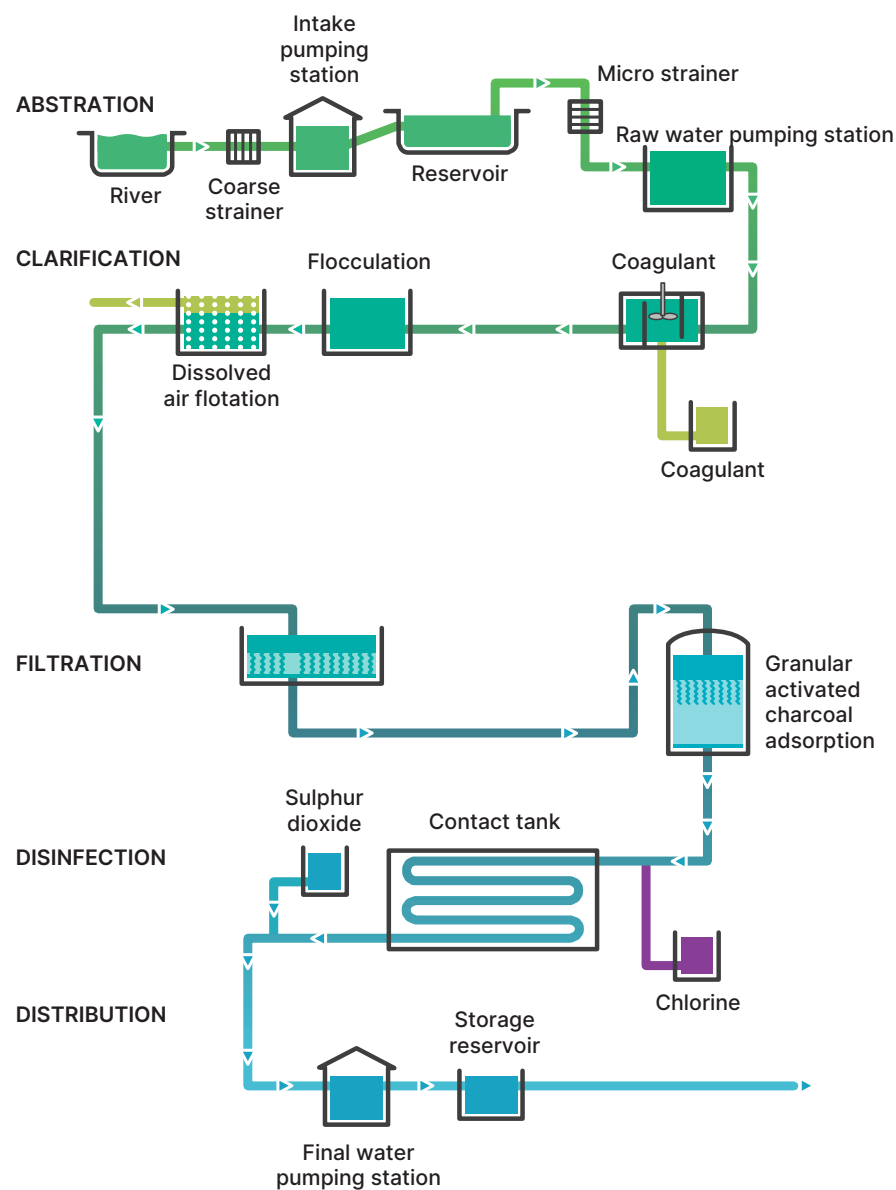 Intake
pumping
station
Micro strainer
ABSTRATION
Raw water pumping station
Reservoir
River
Coarse
strainer
CLARIFICATION
Flocculation
Coagulant
Dissolved
air flotation
Coagulant
FILTRATION
Granular
activated
charcoal
adsorption
Sulphur
dioxide
Contact tank
DISINFECTION
Chlorine
DISTRIBUTION
Storage
reservoir
Final water
pumping station